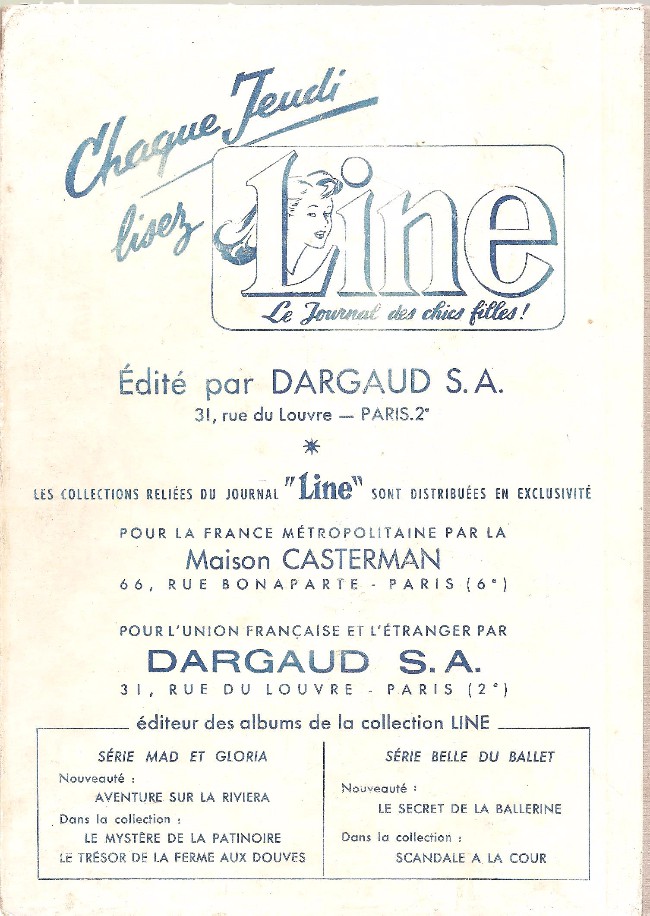 Chaque Jeudi
lisez
Line
Le Journal des chics filles!
Édité par DARGAUD S.A.
31, rue du Louvre — PARIS.2e
LES COLLECTIONS RELIÉES DU JOURNAL "Line" SONT DISTRIBUÉES EN EXCLUSIVITÉ
POUR LA FRANCE MÉTROPOLITAINE PAR LA
Maison CASTERMAN
66, RUE BONAPARTE - PARIS (6e)
POUR L'UNION FRANÇAISE ET L'ÉTRANGER PAR
DARGAUD S.A.
31, RUE DU LOUVRE - PARIS (2e)
éditeur des albums de la collection LINE
SÉRIE MAD ET GLORIA
Nouveauté :
AVENTURE SUR LA RIVIERA
Dans la collection :
LE MYSTÈRE DE LA PATINOIRE
LE TRÉSOR DE LA FERME AUX DOUVES
SÉRIE BELLE DU BALLET
Nouveauté :
LE SECRET DE LA BALLERINE
Dans la collection :
SCANDALE A LA COUR